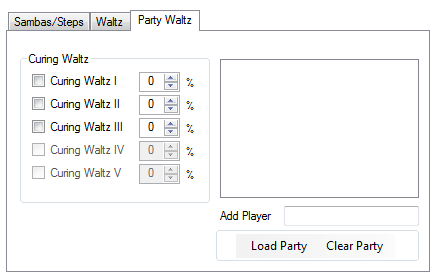 Sambas/Steps Waltz Party Waltz
Curing Waltz
Curing Waltz I 0 %
Curing Waltz II 0 %
Curing Waltz III 0 %
Curing Waltz IV 0 %
Curing Waltz V 0 %
Add Player
Load Party Clear Party